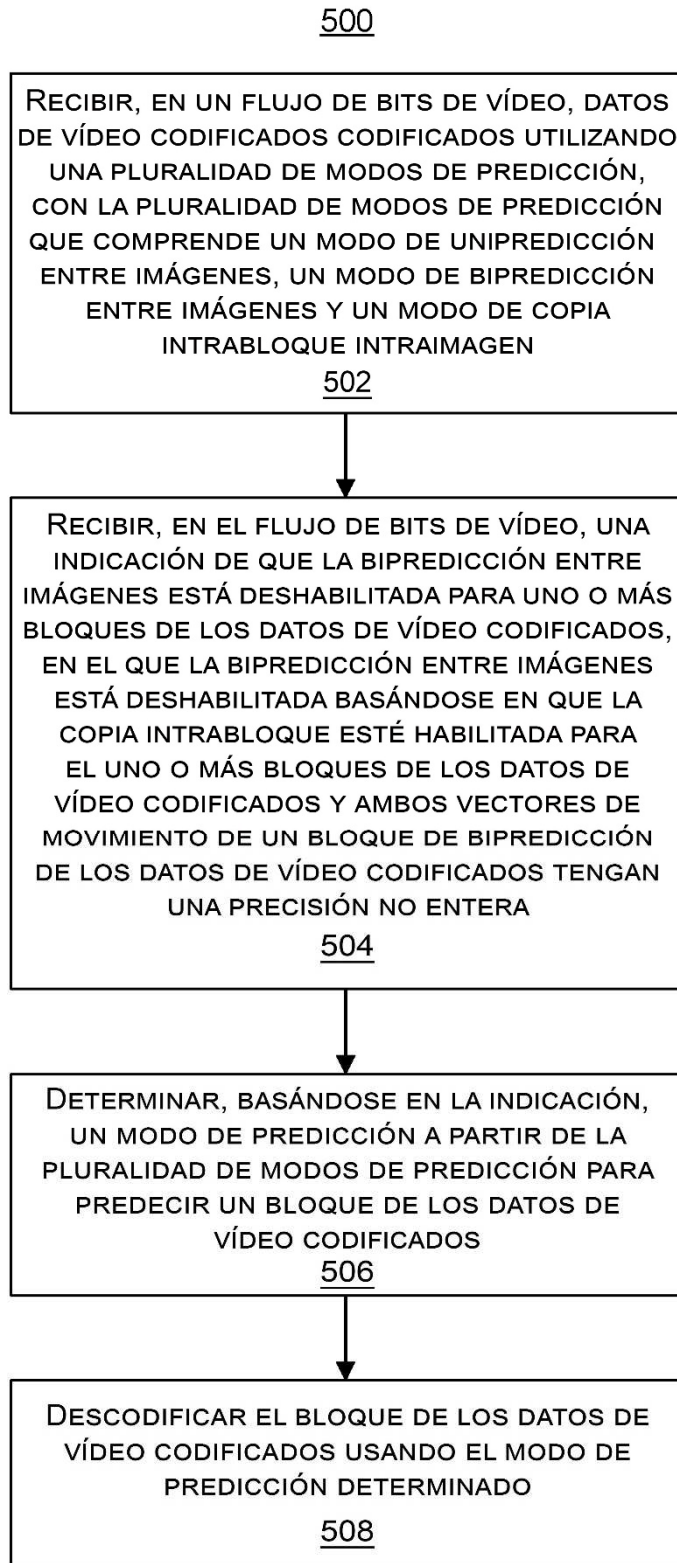 500
RECIBIR, EN UN FLUJO DE BITS DE VÍDEO, DATOS
DE VÍDEO CODIFICADOS CODIFICADOS UTILIZANDO
UNA PLURALIDAD DE MODOS DE PREDICCIÓN,
CON LA PLURALIDAD DE MODOS DE PREDICCIÓN
QUE COMPRENDE UN MODO DE UNIPREDICCIÓN
ENTRE IMÁGENES, UN MODO DE BIPREDICCIÓN
ENTRE IMÁGENES Y UN MODO DE COPIA
INTRABLOQUE INTRAIMAGEN
502
RECIBIR, EN EL FLUJO DE BITS DE VÍDEO, UNA
INDICACIÓN DE QUE LA BIPREDICCIÓN ENTRE
IMÁGENES ESTÁ DESHABILITADA PARA UNO O MÁS
BLOQUES DE LOS DATOS DE VÍDEO CODIFICADOS,
EN EL QUE LA BIPREDICCIÓN ENTRE IMÁGENES
ESTÁ DESHABILITADA BASÁNDOSE EN QUE LA
COPIA INTRABLOQUE ESTÉ HABILITADA PARA
EL UNO O MÁS BLOQUES DE LOS DATOS DE
VÍDEO CODIFICADOS Y AMBOS VECTORES DE
MOVIMIENTO DE UN BLOQUE DE BIPREDICCIÓN
DE LOS DATOS DE VÍDEO CODIFICADOS TENGAN
UNA PRECISIÓN NO ENTERA
504
DETERMINAR, BASÁNDOSE EN LA INDICACIÓN,
UN MODO DE PREDICCIÓN A PARTIR DE LA
PLURALIDAD DE MODOS DE PREDICCIÓN PARA
PREDECIR UN BLOQUE DE LOS DATOS DE
VÍDEO CODIFICADOS
506
DESCODIFICAR EL BLOQUE DE LOS DATOS DE
VÍDEO CODIFICADOS USANDO EL MODO DE
PREDICCIÓN DETERMINADO
508